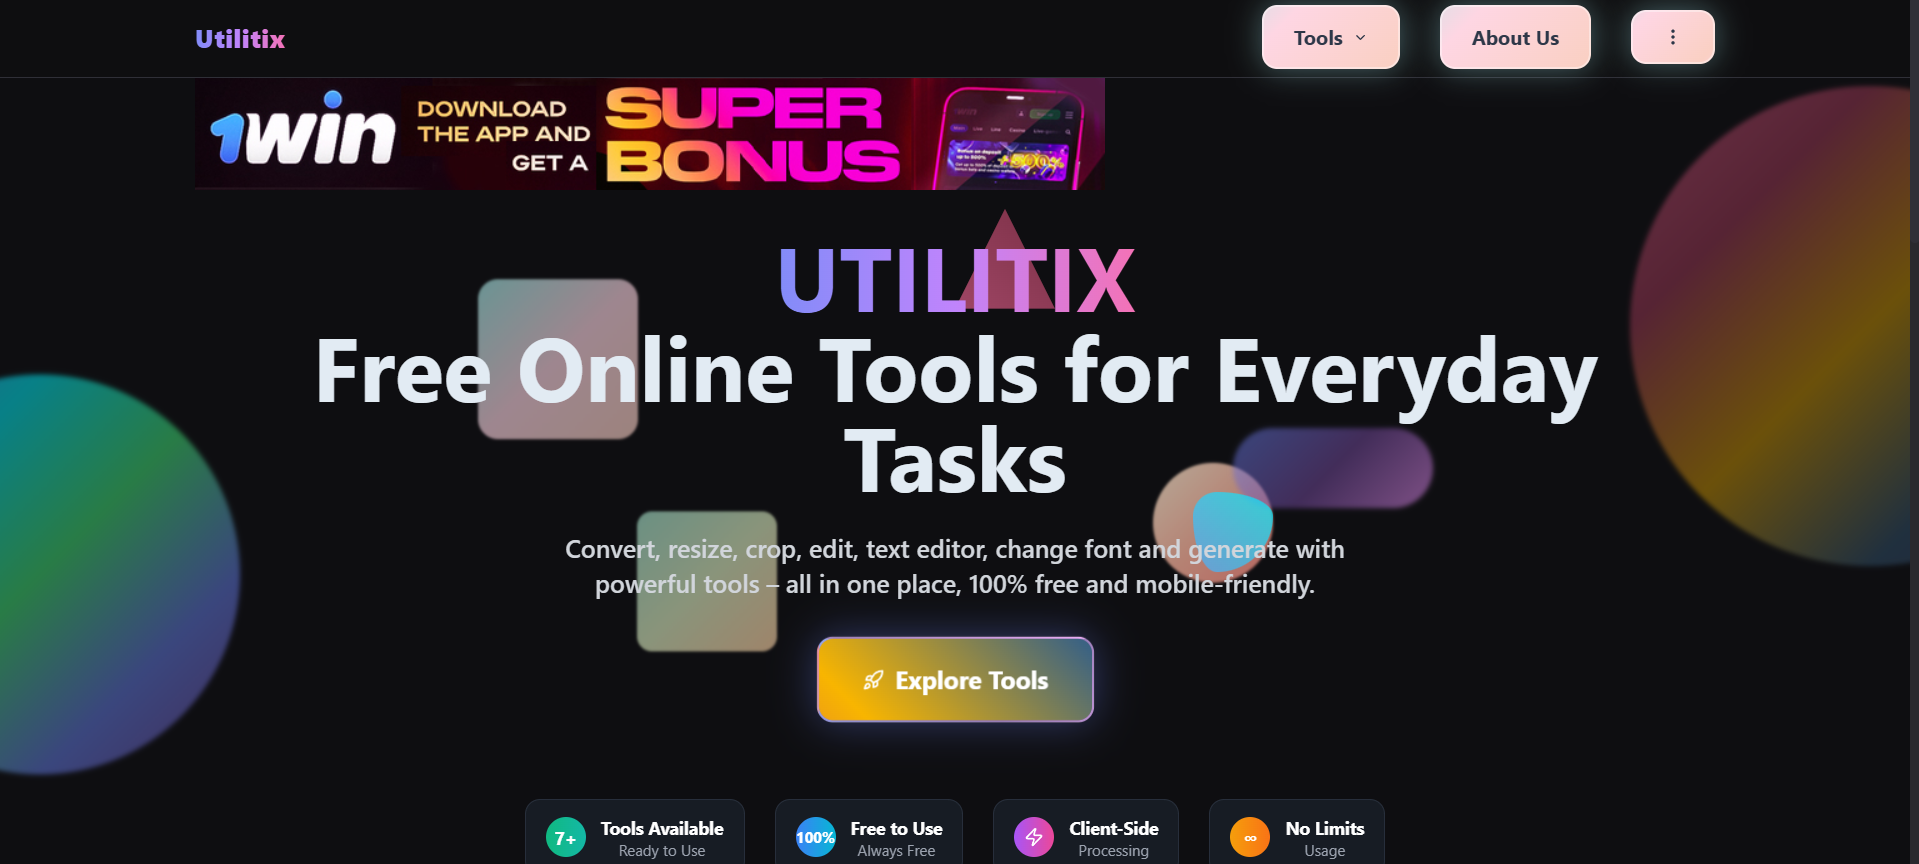 Utilitix
Tools
About Us
1win
DOWNLOAD
THE APP AND
GET A
SUPER
BONUS
UTILITIX
Free Online Tools for Everyday
Tasks
Convert, resize, crop, edit, text editor, change font and generate with
powerful tools – all in one place, 100% free and mobile-friendly.
Explore Tools
7+
Tools Available
Ready to Use
100%
Free to Use
Always Free
Client-Side
Processing
∞
No Limits
Usage